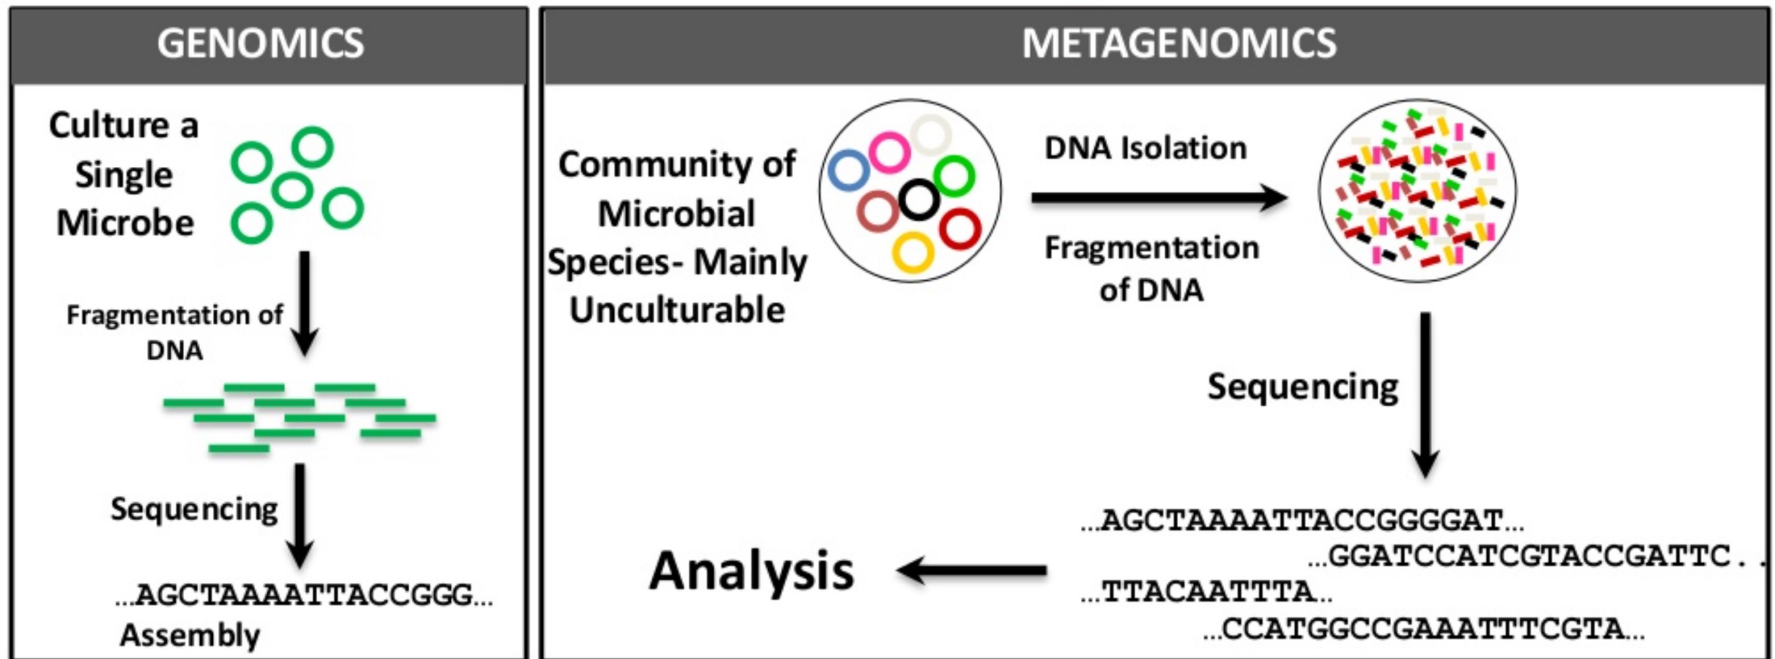 GENOMICS
Culture a
Single
Microbe
Fragmentation of
DNA
Sequencing
...AGCTAAAATTACCGGG...
Assembly
METAGENOMICS
Community of
Microbial
Species- Mainly
Unculturable
DNA Isolation
Fragmentation
of DNA
Sequencing
...AGCTAAAATTACCGGGGAT...
...GGATCCATCGTACCGATTC..
...TTACAATTTA...
...CCATGGCCGAAATTTCGTA...
Analysis